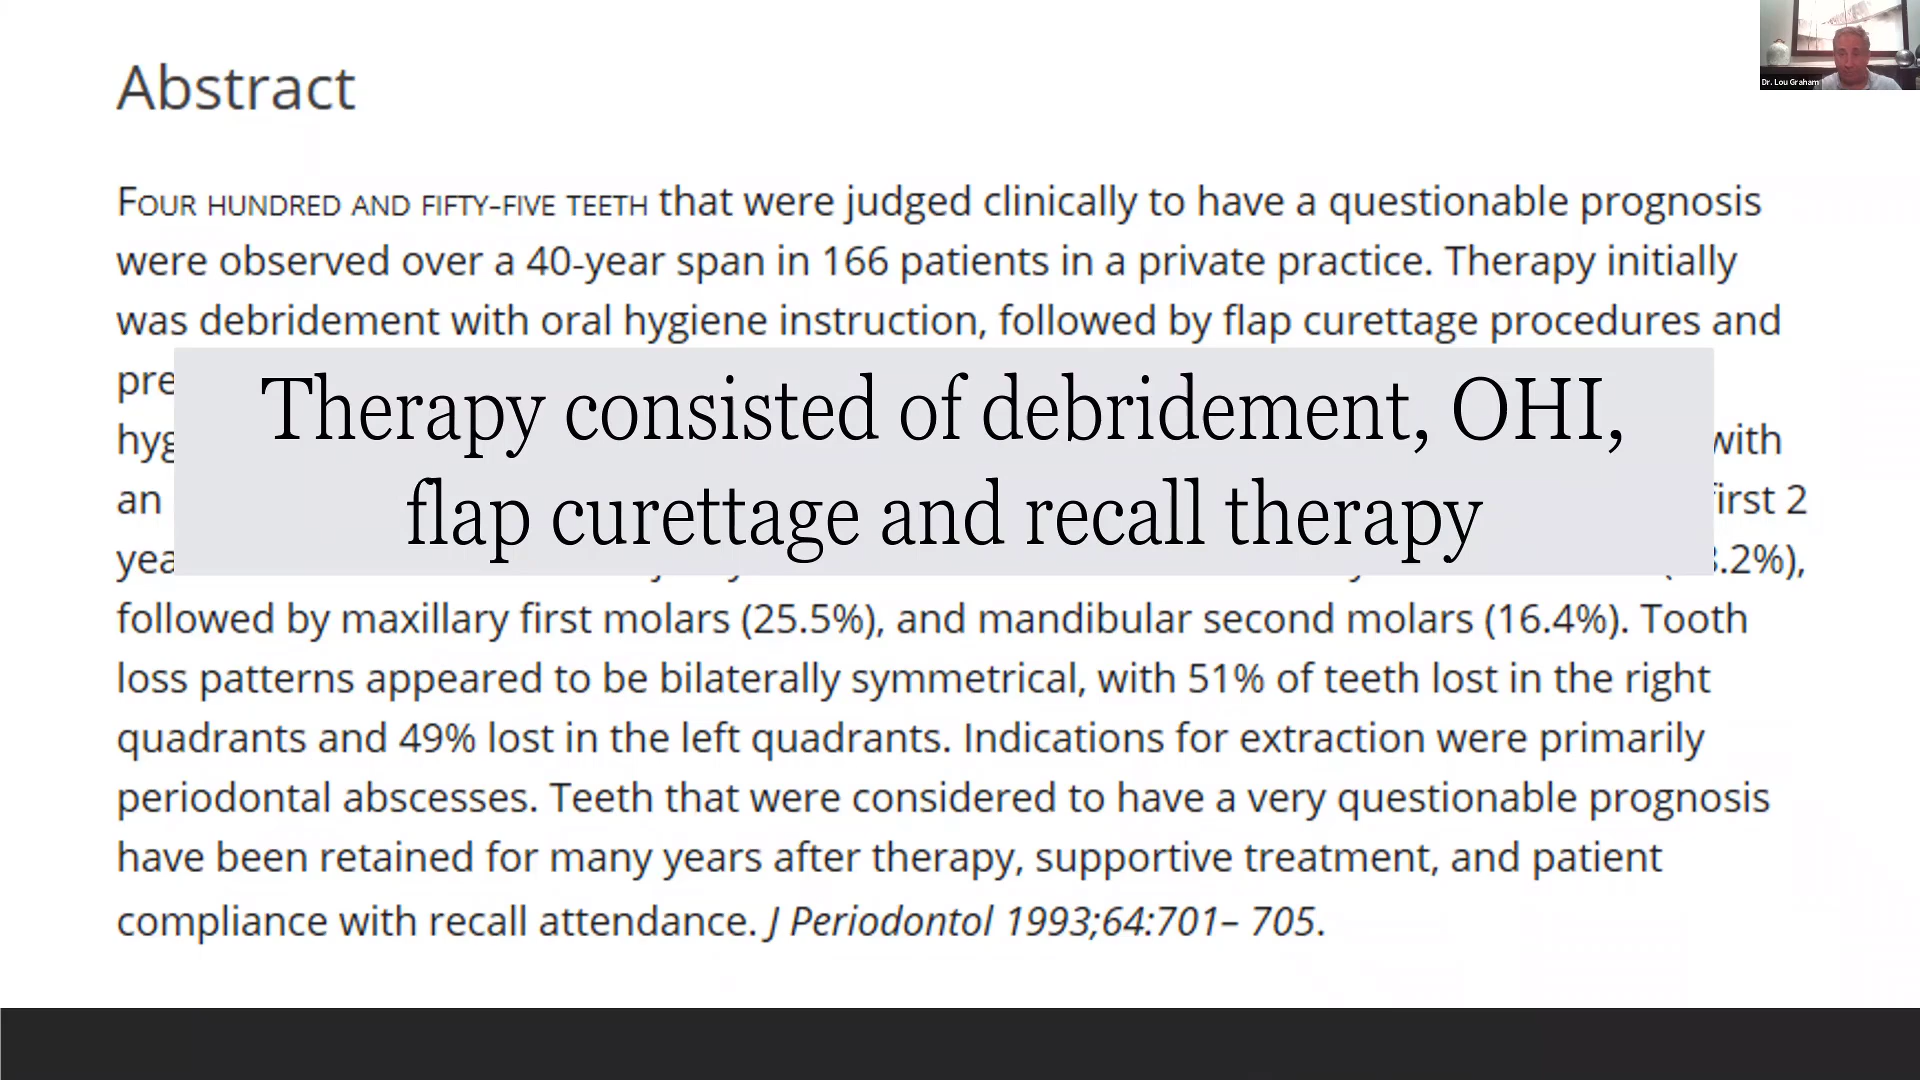 Dr. Lou Graham
Abstract
FOUR HUNDRED AND FIFTY-FIVE TEETH that were judged clinically to have a questionable prognosis
were observed over a 40-year span in 166 patients in a private practice. Therapy initially
was debridement with oral hygiene instruction, followed by flap curettage procedures and
Therapy consisted of debridement, OHI,
flap curettage and recall therapy
an
2
followed by maxillary first molars (25.5%), and mandibular second molars (16.4%). Tooth
loss patterns appeared to be bilaterally symmetrical, with 51% of teeth lost in the right
quadrants and 49% lost in the left quadrants. Indications for extraction were primarily
periodontal abscesses. Teeth that were considered to have a very questionable prognosis
have been retained for many years after therapy, supportive treatment, and patient
compliance with recall attendance. J Periodontol 1993;64:701– 705.